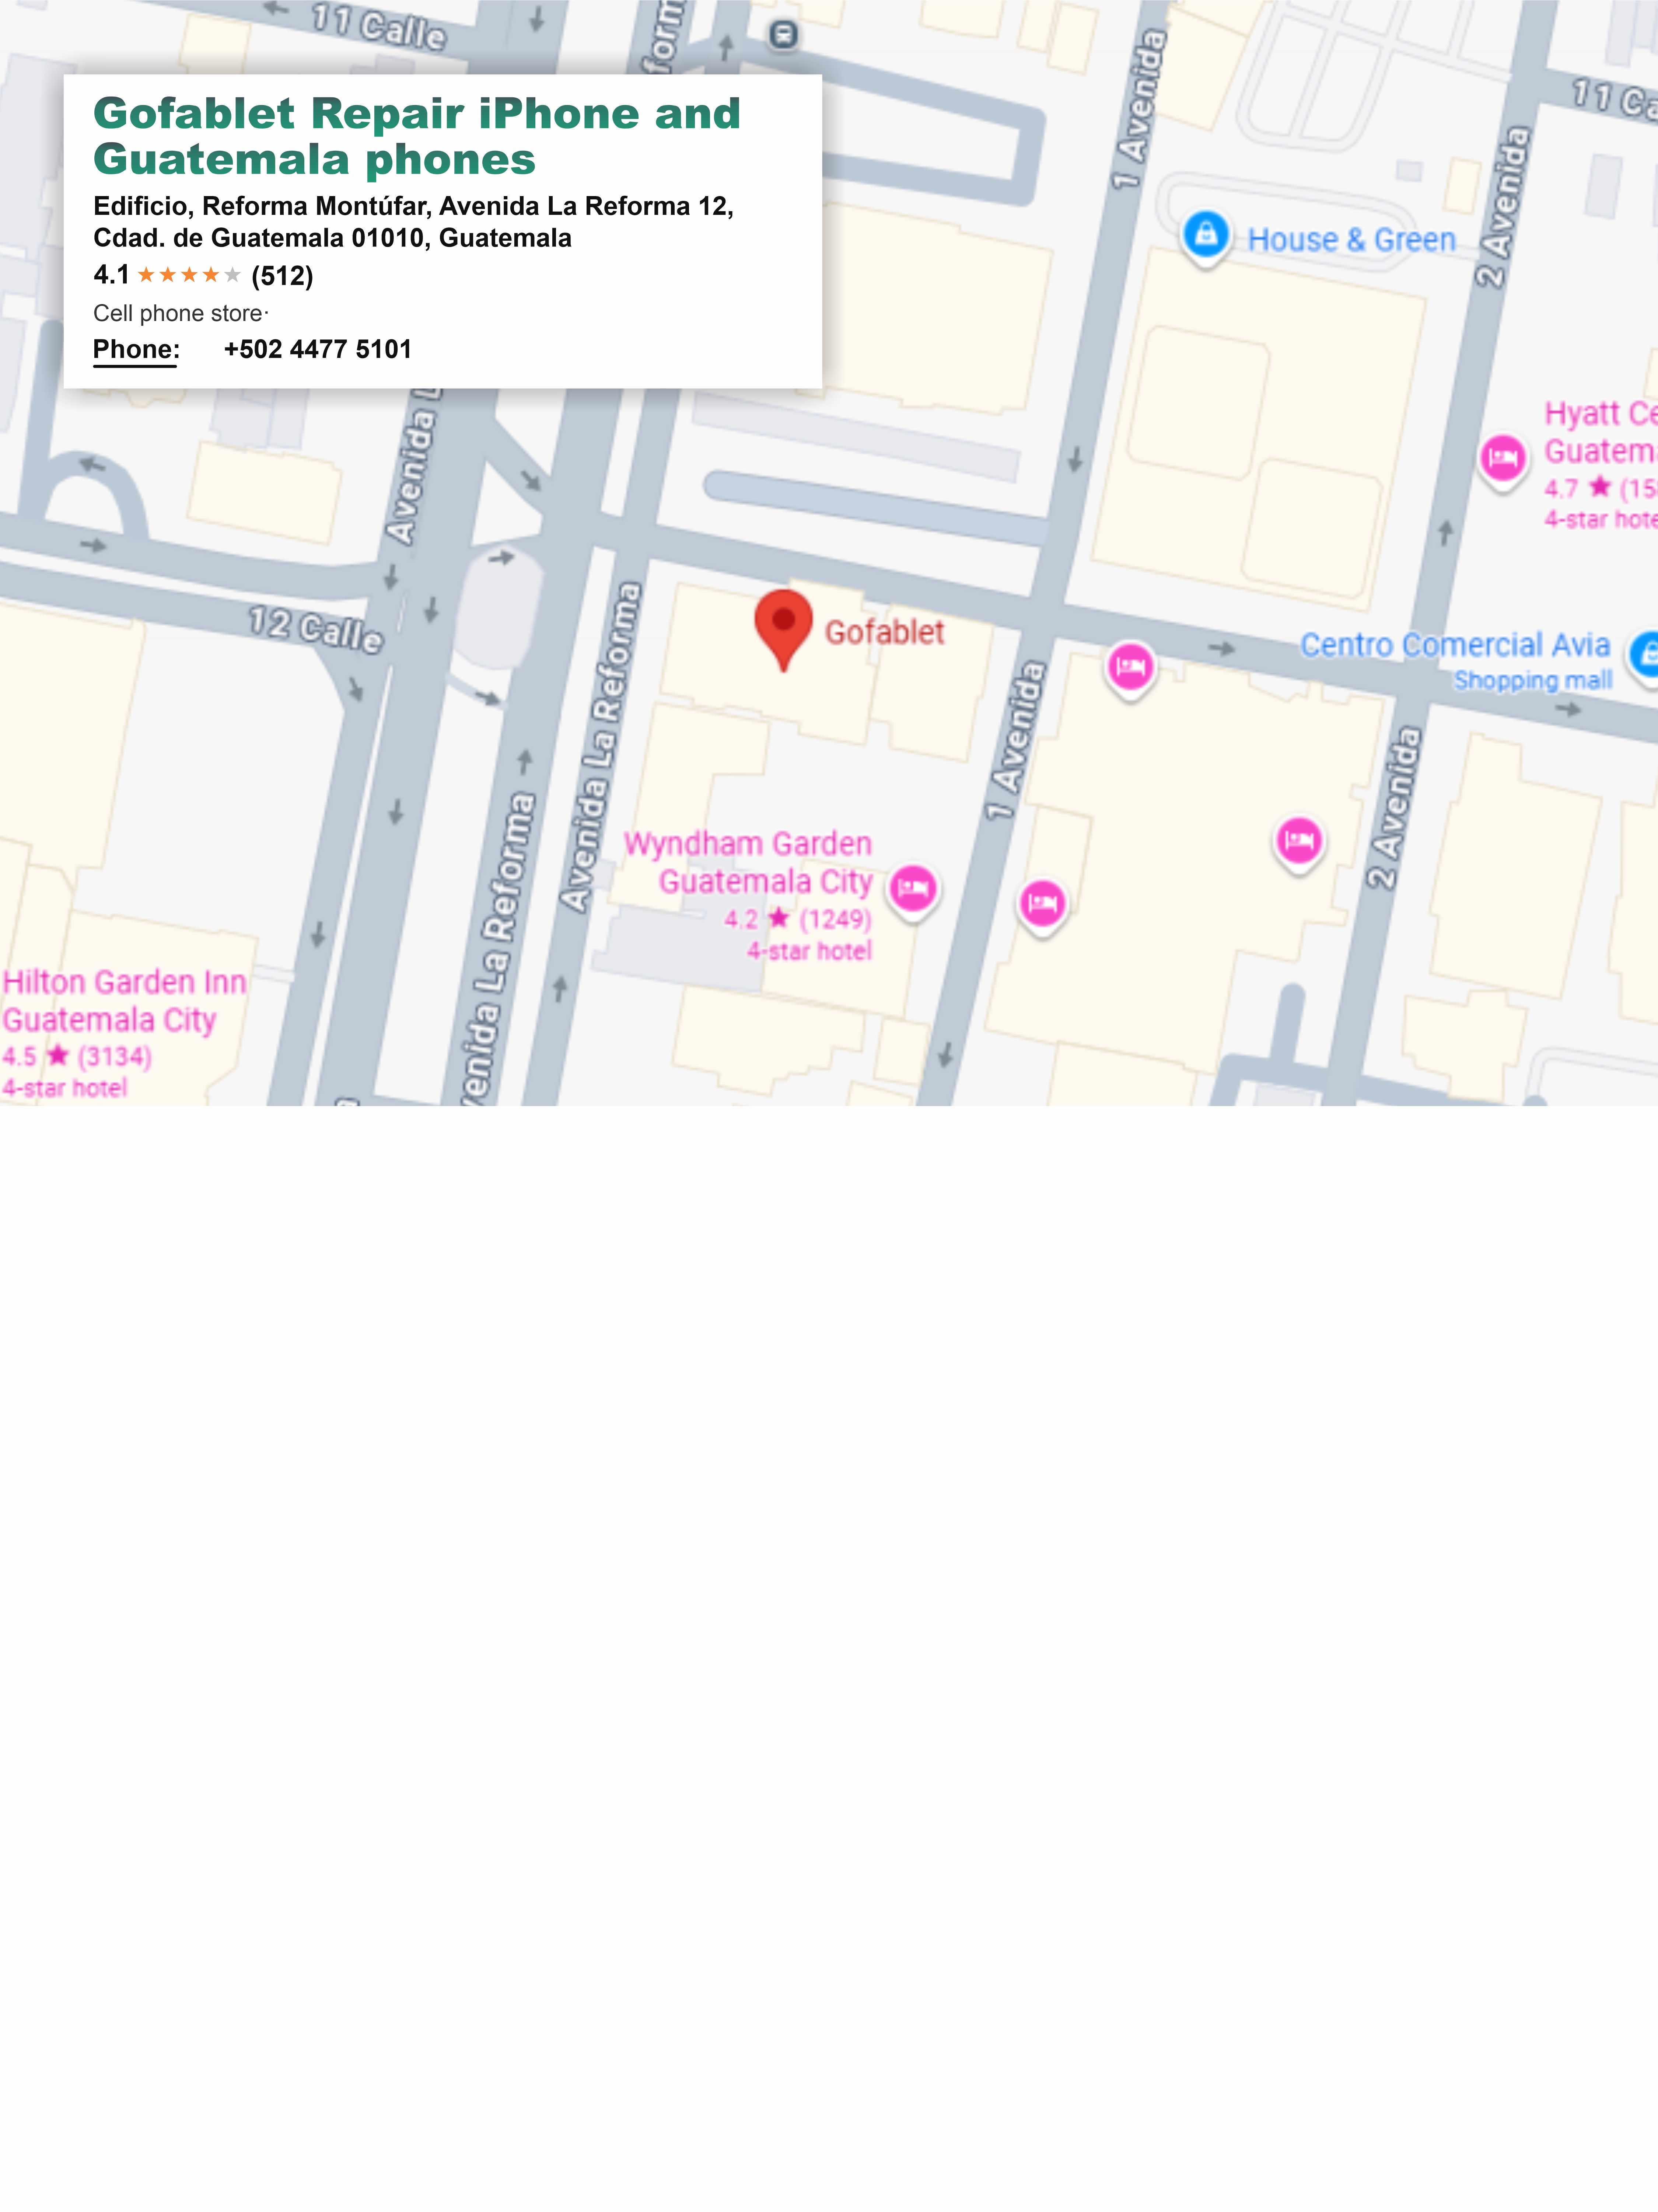 11 Calle
Gofablet Repair iPhone and
Guatemala phones
Edificio, Reforma Montúfar, Avenida La Reforma 12,
Cdad. de Guatemala 01010, Guatemala
4.1 ★★★★★ (512)
Cell phone store·
Phone: +502 4477 5101
1 Avenida
11 Ca
2 Avenida
House & Green
Hyatt Ce
Guatem
4.7 ★ (15
4-star hote
Avenida L
12 Calle
Gofablet
Centro Comercial Avia
Shopping mall
Avenida La Reforma
1 Avenida
2 Avenida
venida La Reforma
Wyndham Garden
Guatemala City
4.2 ★ (1249)
4-star hotel
Hilton Garden Inn
Guatemala City
4.5 ★ (3134)
4-star hotel